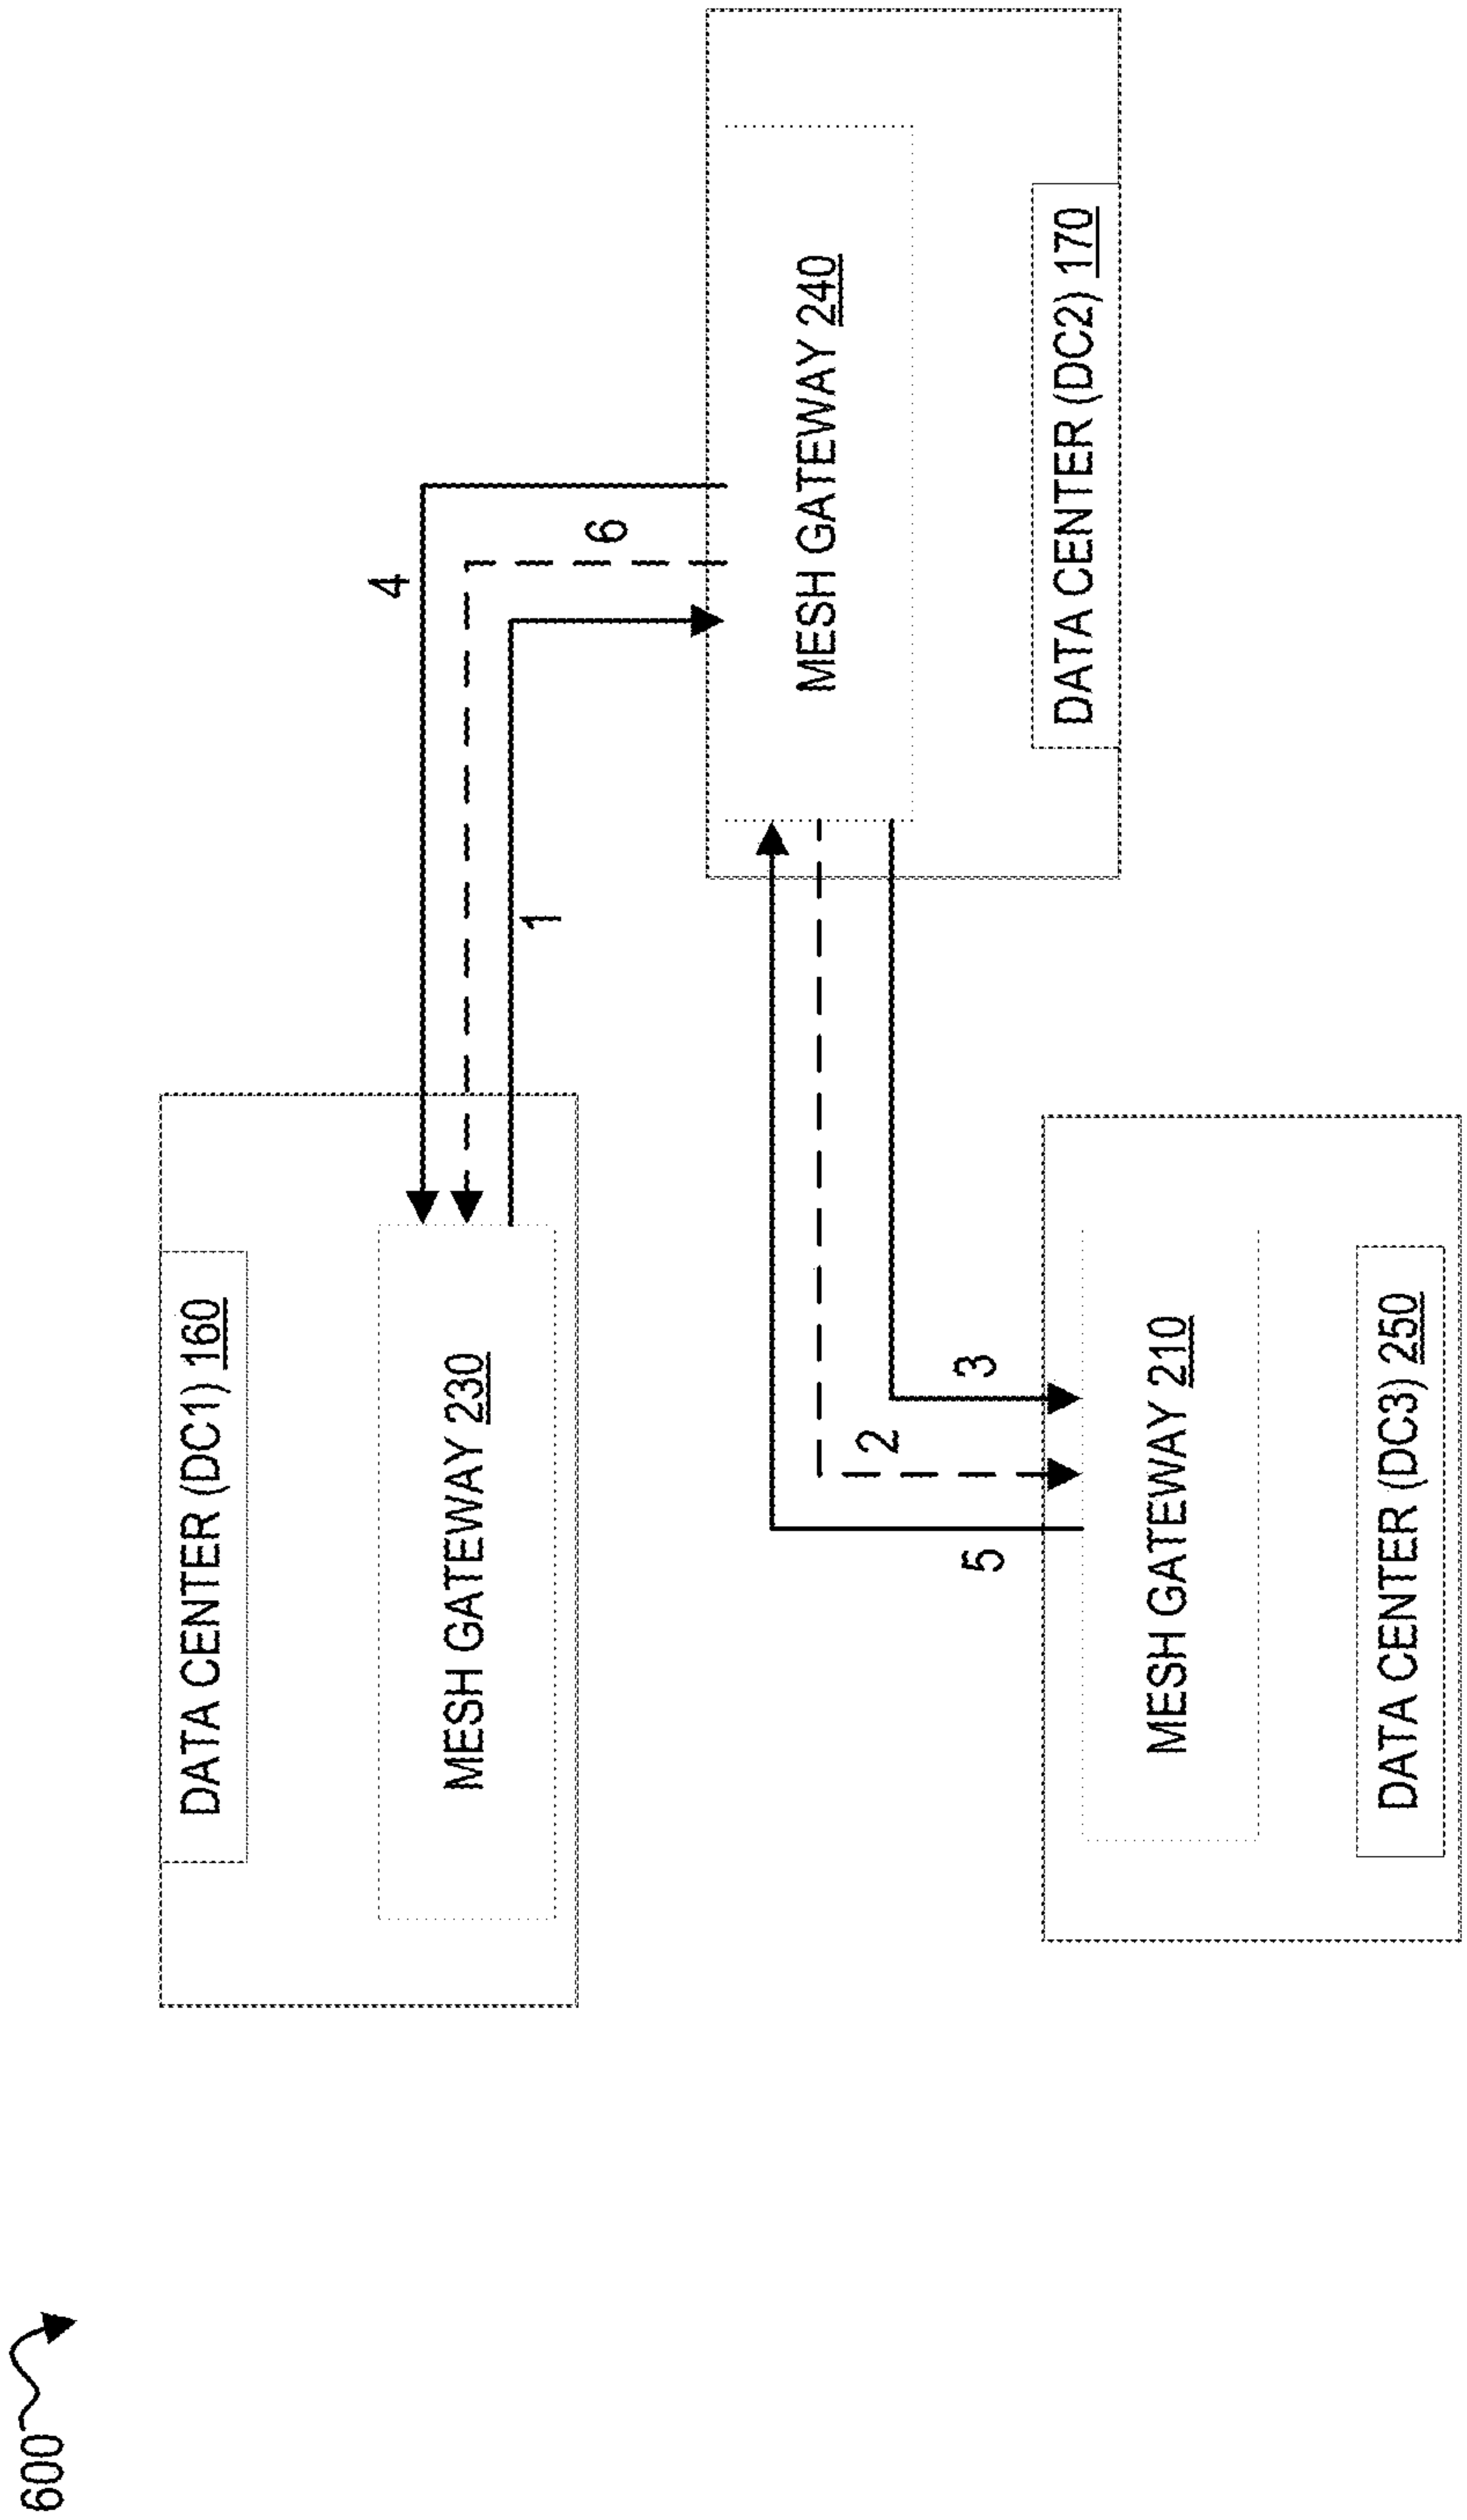 600
DATA CENTER (DC1) 160
MESH GATEWAY 230
4
6
1
MESH GATEWAY 240
DATA CENTER (DC2) 170
5
2
3
MESH GATEWAY 210
DATA CENTER (DC3) 250